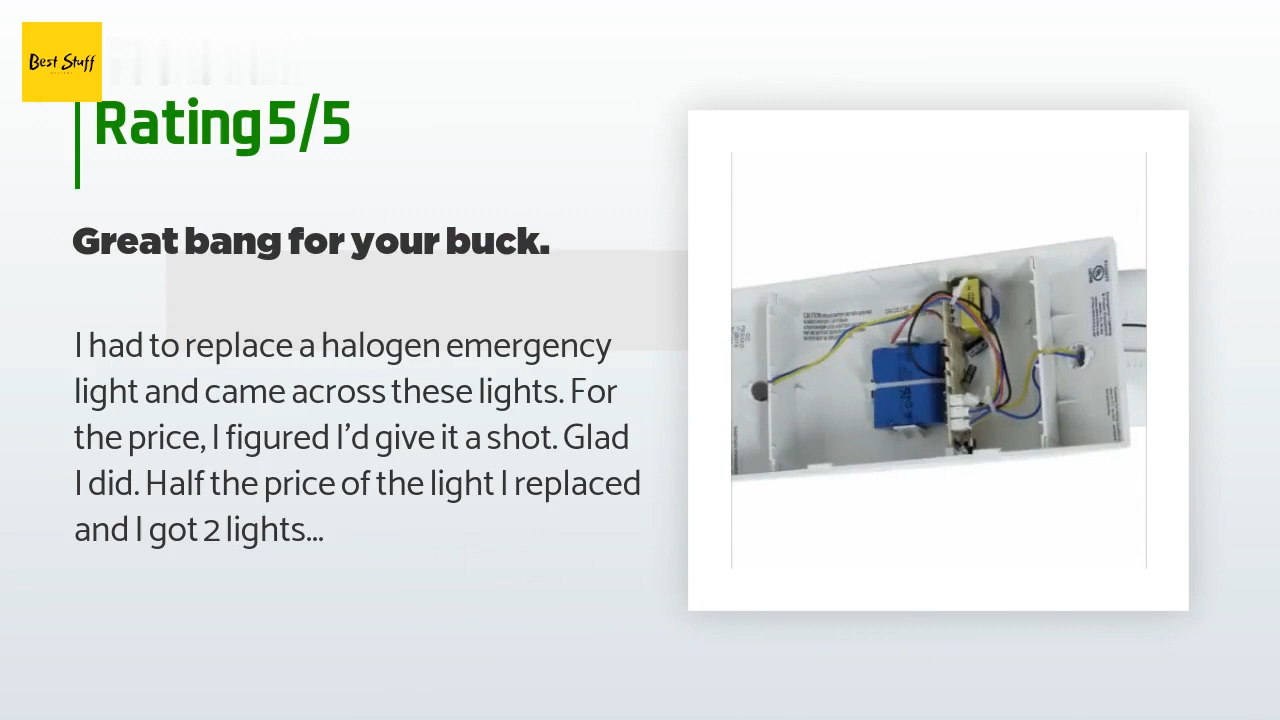 Best Stuff
Rating 5/5
Great bang for your buck.
I had to replace a halogen emergency
light and came across these lights. For
the price, I figured I'd give it a shot. Glad
I did. Half the price of the light I replaced
and I got 2 lights...